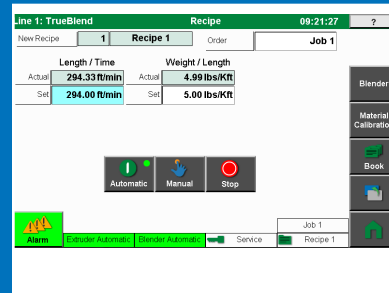 Line 1: TrueBlend Recipe 09:21:27 ?
New Recipe 1 Recipe 1 Order Job 1
Length / Time Weight / Length
Actual 294.33 ft/min Actual 4.99 lbs/Kft
Set 294.00 ft/min Set 5.00 lbs/Kft
Blender
Material
Calibratio
Book
Automatic Manual Stop
Job 1
Alarm Extruder Automatic Blender Automatic Service Recipe 1